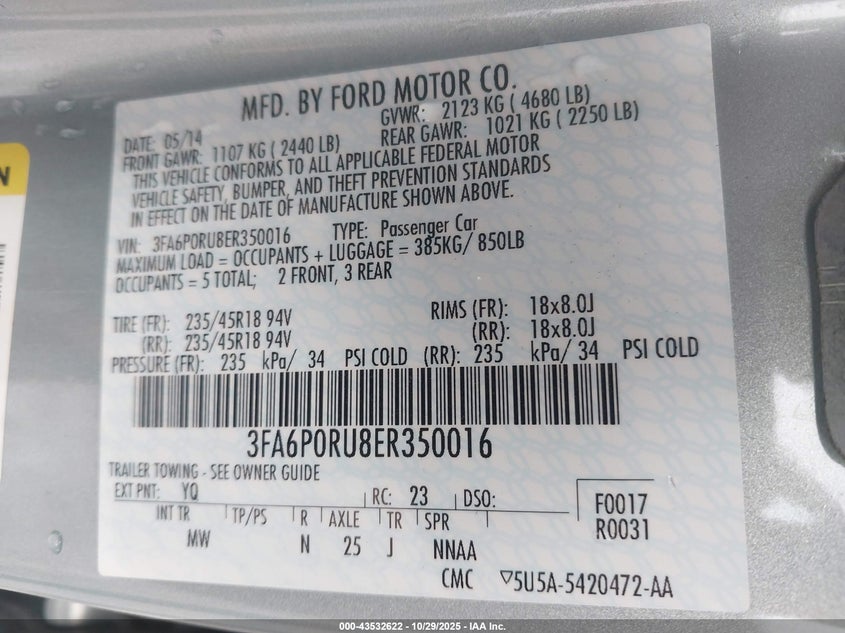 MFD. BY FORD MOTOR CO.
DATE: 05/14 GVWR: 2123 KG ( 4680 LB)
FRONT GAWR: 1107 KG ( 2440 LB) REAR GAWR: 1021 KG ( 2250 LB)
THIS VEHICLE CONFORMS TO ALL APPLICABLE FEDERAL MOTOR
VEHICLE SAFETY, BUMPER, AND THEFT PREVENTION STANDARDS
IN EFFECT ON THE DATE OF MANUFACTURE SHOWN ABOVE.
VIN: 3FA6P0RU8ER350016 TYPE: Passenger Car
MAXIMUM LOAD = OCCUPANTS + LUGGAGE = 385KG/ 850LB
OCCUPANTS = 5 TOTAL; 2 FRONT, 3 REAR
TIRE (FR): 235/45R18 94V RIMS (FR): 18x8.0J
(RR): 235/45R18 94V (RR): 18x8.0J
PRESSURE (FR): 235 kPa/ 34 PSI COLD (RR): 235 kPa/ 34 PSI COLD
3FA6P0RU8ER350016
TRAILER TOWING - SEE OWNER GUIDE
EXT PNT: YQ RC: 23 DSO: F0017
INT TR TP/PS R AXLE TR SPR R0031
MW N 25 J NNAA
CMC ▽5U5A-5420472-AA
N
000-43532622 - 10/29/2025 - IAA Inc.